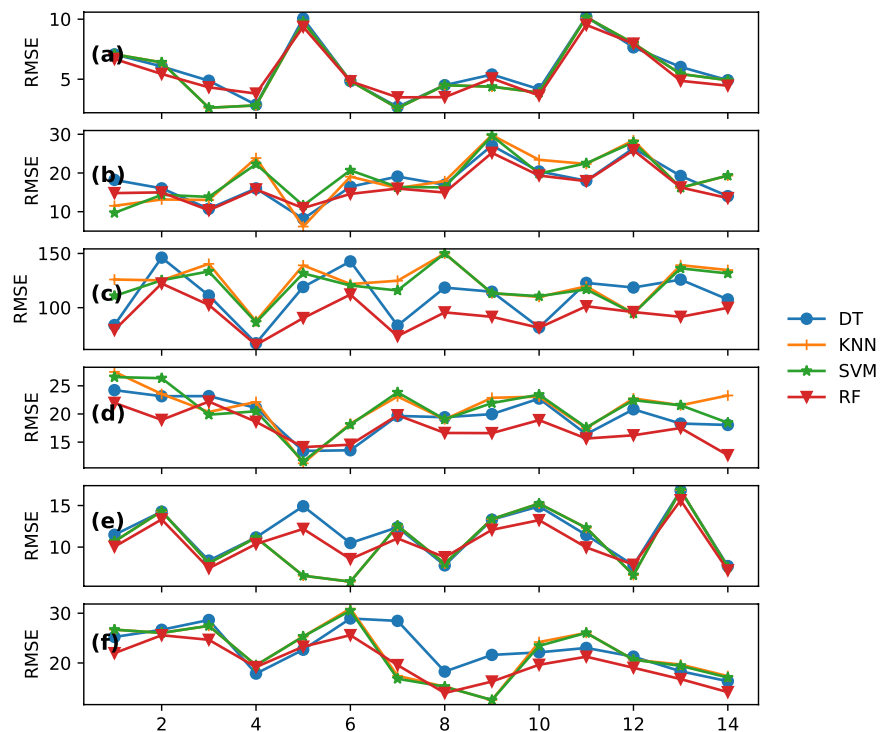 10
5
RMSE
(a)
30
20
10
RMSE
(b)
150
100
RMSE
(c)
25
20
15
RMSE
(d)
15
10
RMSE
(e)
30
20
RMSE
(f)
2 4 6 8 10 12 14
DT
KNN
SVM
RF